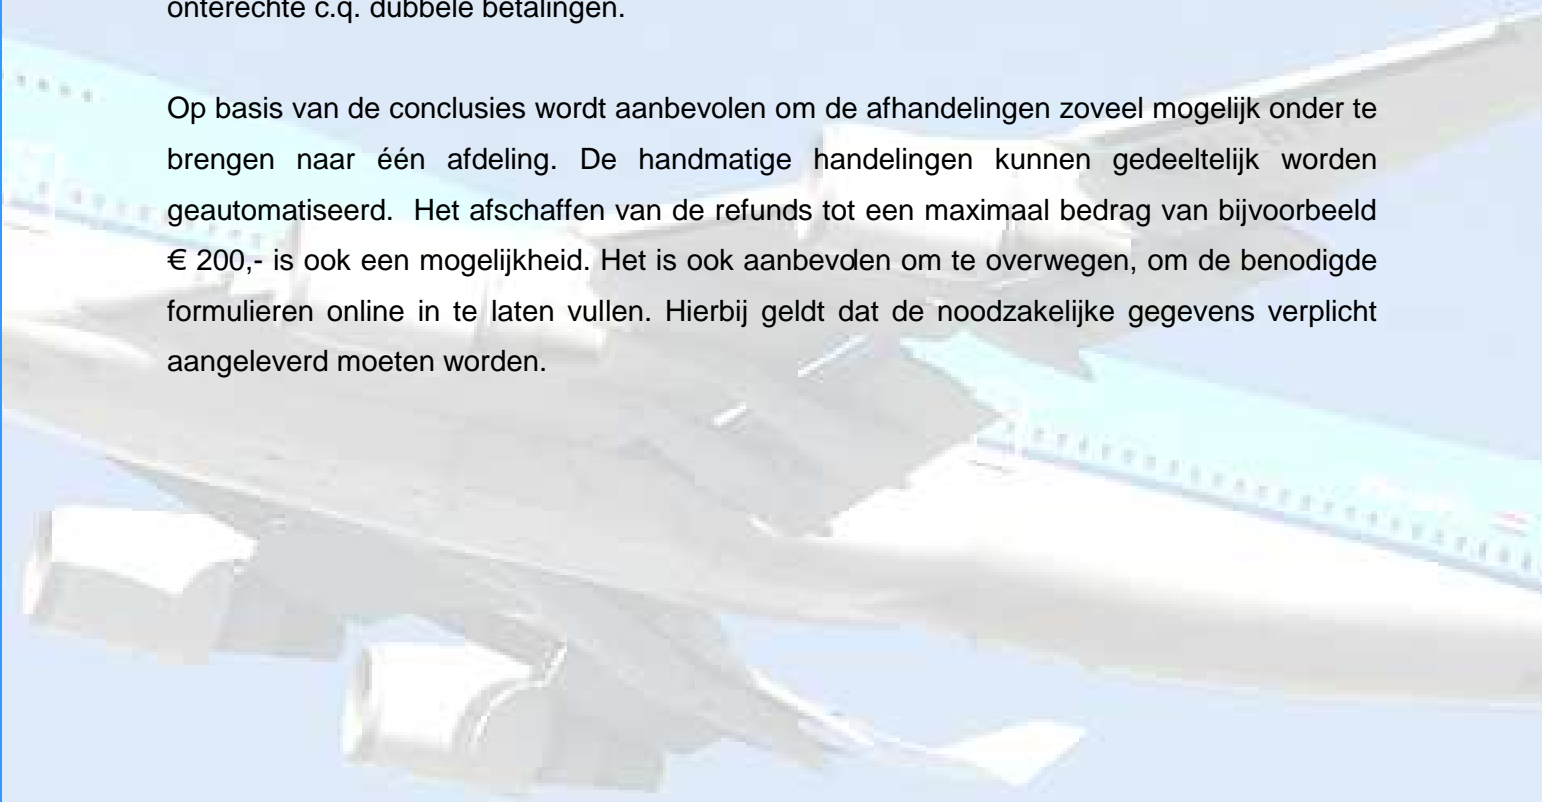 onterechte c.q. dubbele betalingen.
Op basis van de conclusies wordt aanbevolen om de afhandelingen zoveel mogelijk onder te
brengen naar één afdeling. De handmatige handelingen kunnen gedeeltelijk worden
geautomatiseerd. Het afschaffen van de refunds tot een maximaal bedrag van bijvoorbeeld
€ 200,- is ook een mogelijkheid. Het is ook aanbevolen om te overwegen, om de benodigde
formulieren online in te laten vullen. Hierbij geldt dat de noodzakelijke gegevens verplicht
aangeleverd moeten worden.